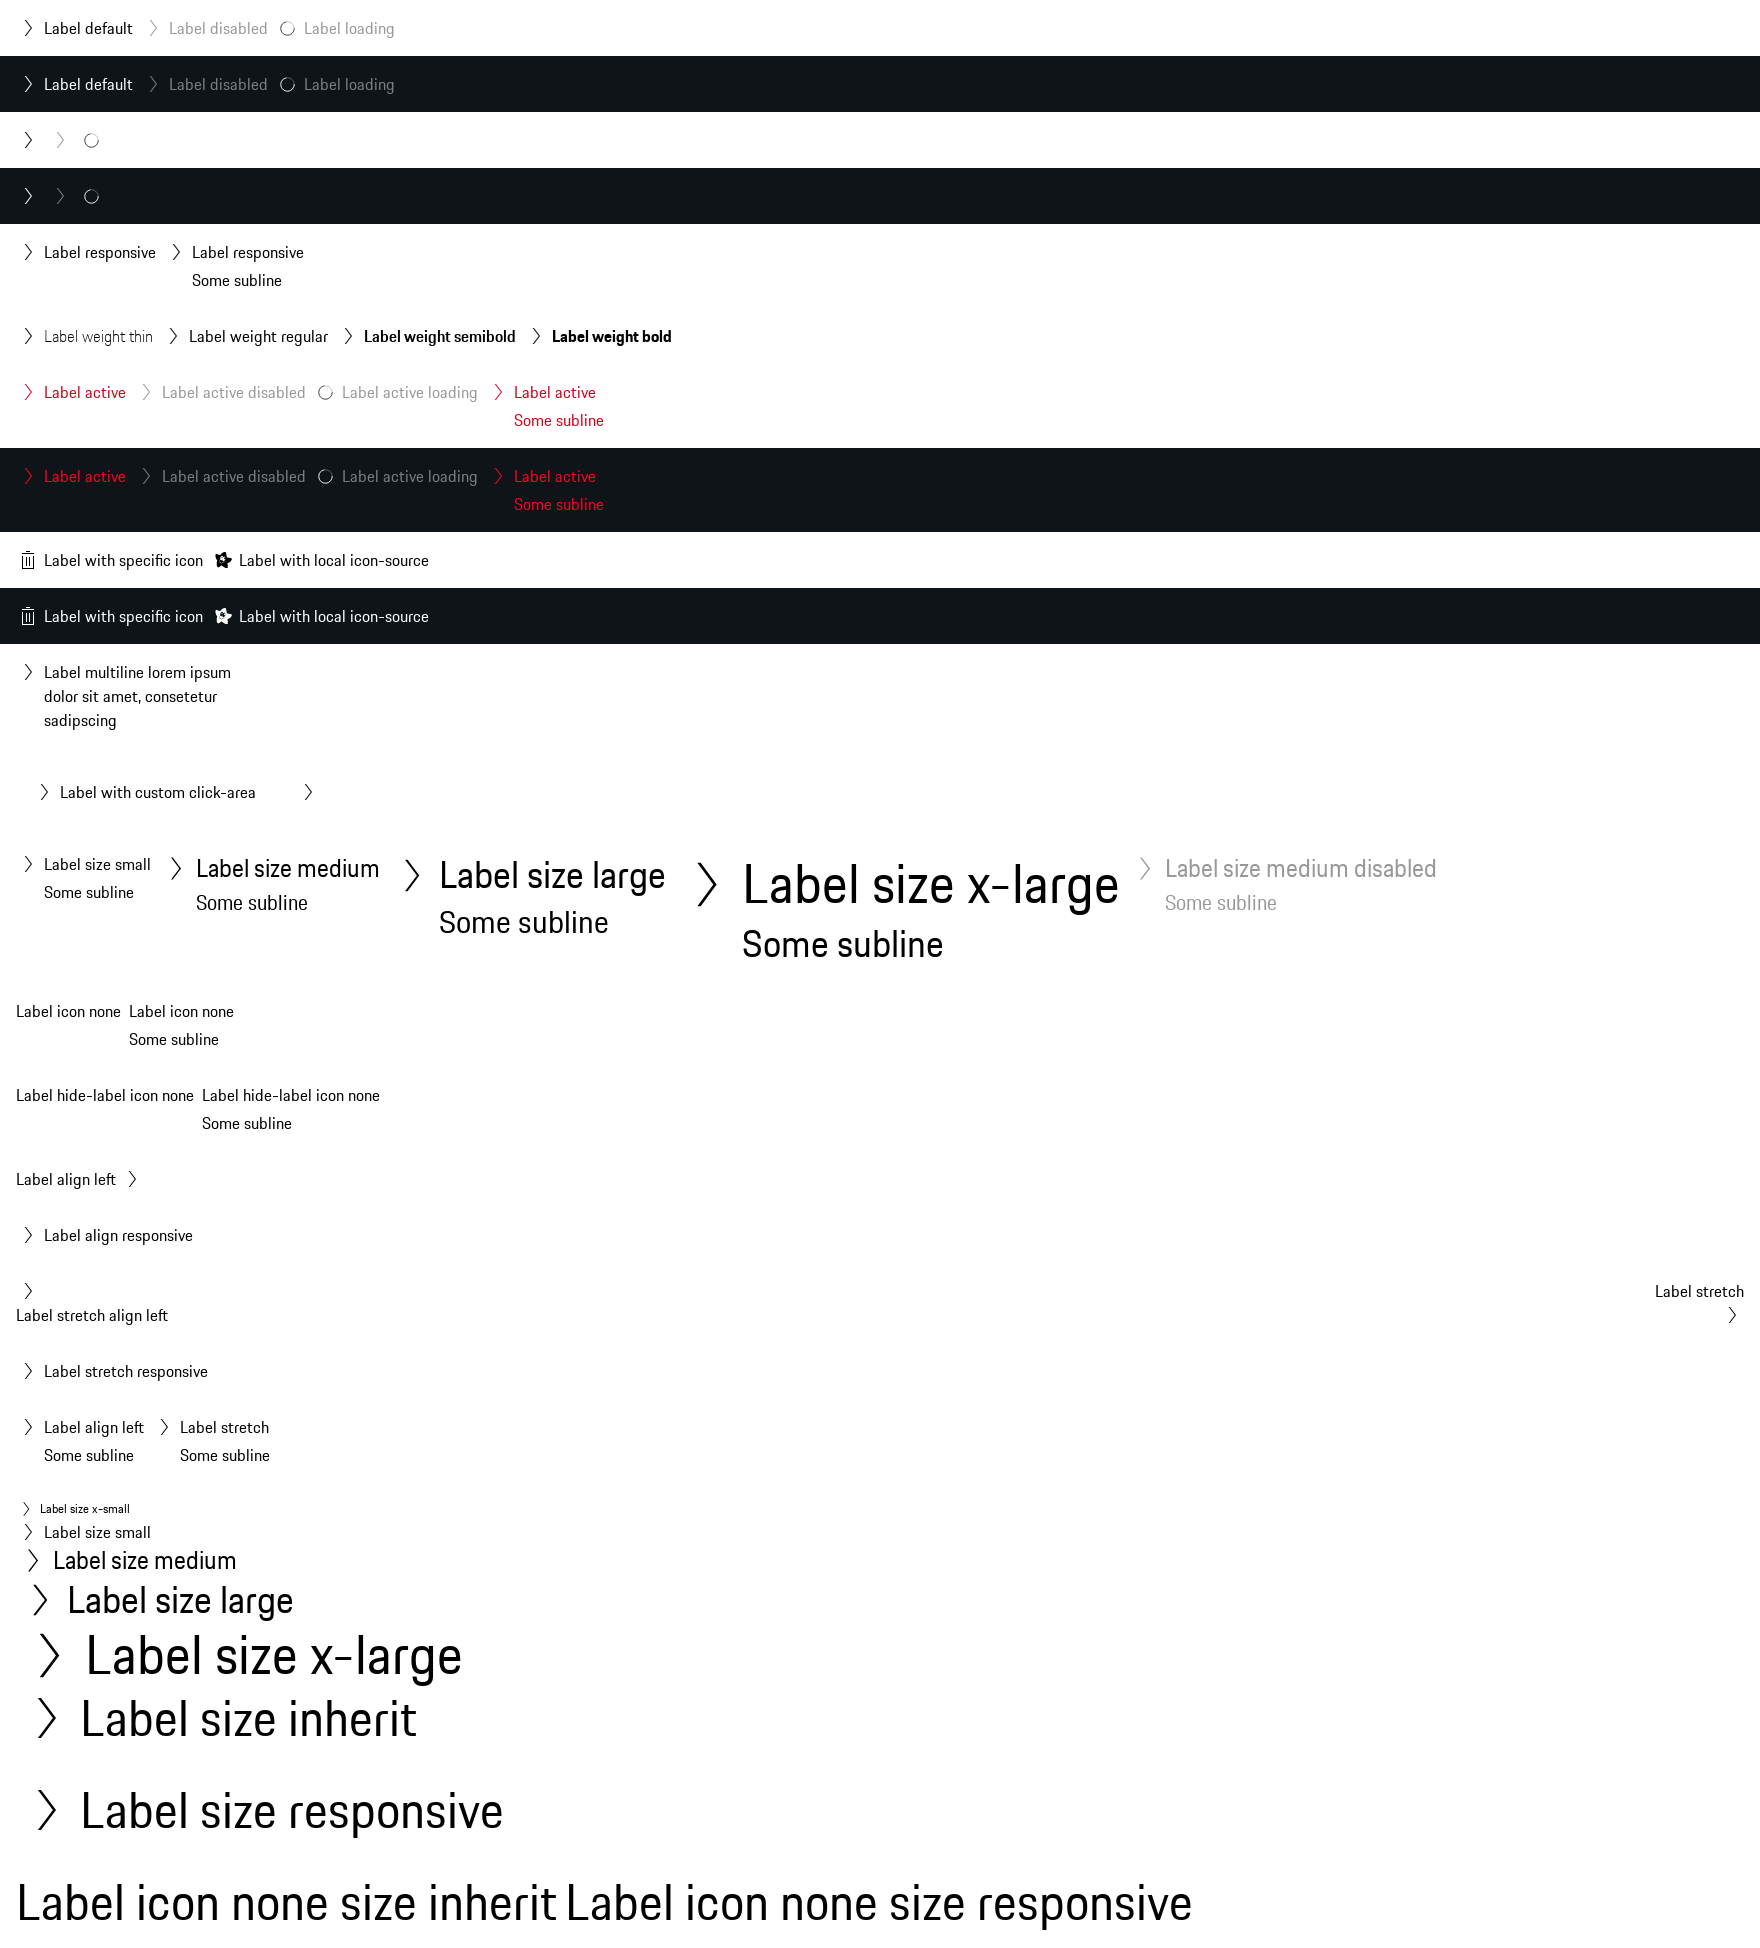 Label default Label disabled Label loading
Label default Label disabled Label loading
Label responsive Label responsive
Some subline
Label weight thin Label weight regular Label weight semibold Label weight bold
Label active Label active disabled Label active loading Label active
Some subline
Label active Label active disabled Label active loading Label active
Some subline
Label with specific icon Label with local icon-source
Label with specific icon Label with local icon-source
Label multiline lorem ipsum
dolor sit amet, consetetur
sadipscing
Label with custom click-area
Label size small Label size medium Label size large Label size x-large Label size medium disabled
Some subline Some subline Some subline Some subline Some subline
Label icon none Label icon none
Some subline
Label hide-label icon none Label hide-label icon none
Some subline
Label align left
Label align responsive
Label stretch
Label stretch align left
Label stretch responsive
Label align left Label stretch
Some subline Some subline
Label size x-small
Label size small
Label size medium
Label size large
Label size x-large
Label size inherit
Label size responsive
Label icon none size inherit Label icon none size responsive